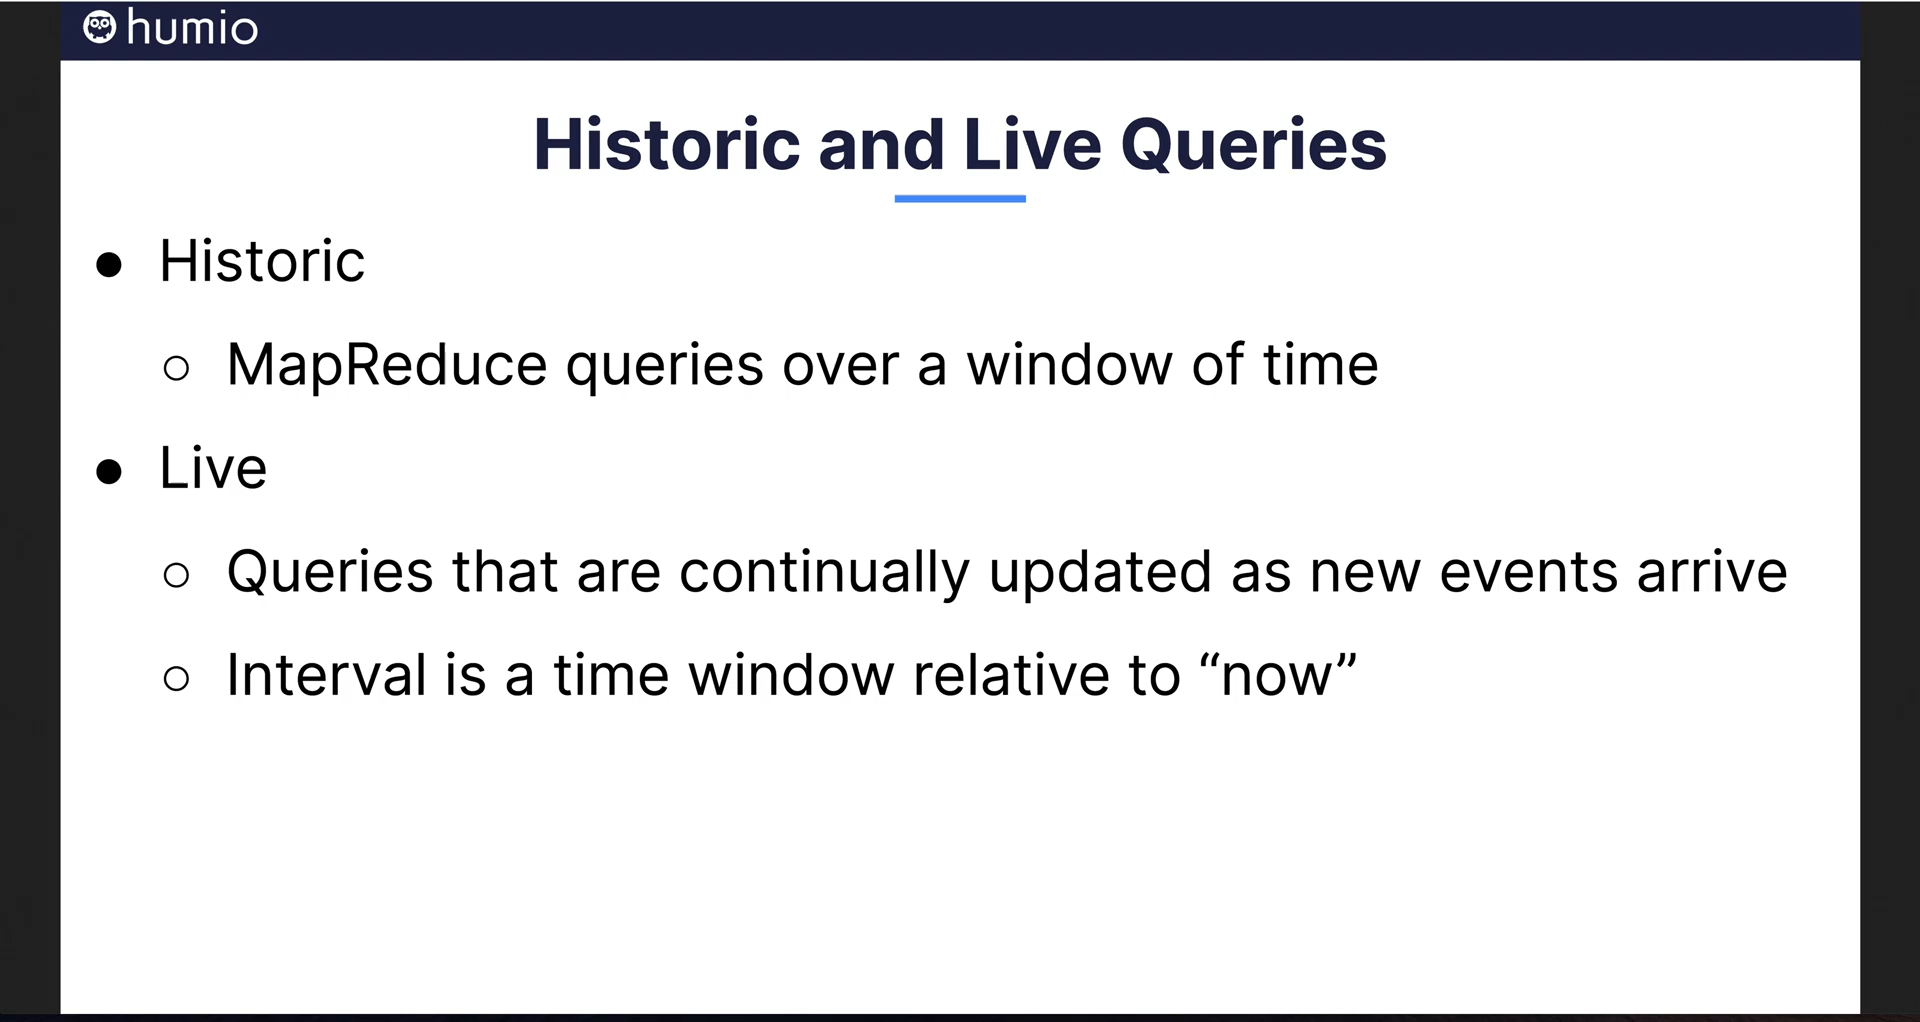 humio
Historic and Live Queries
● Historic
○ MapReduce queries over a window of time
● Live
○ Queries that are continually updated as new events arrive
○ Interval is a time window relative to “now”